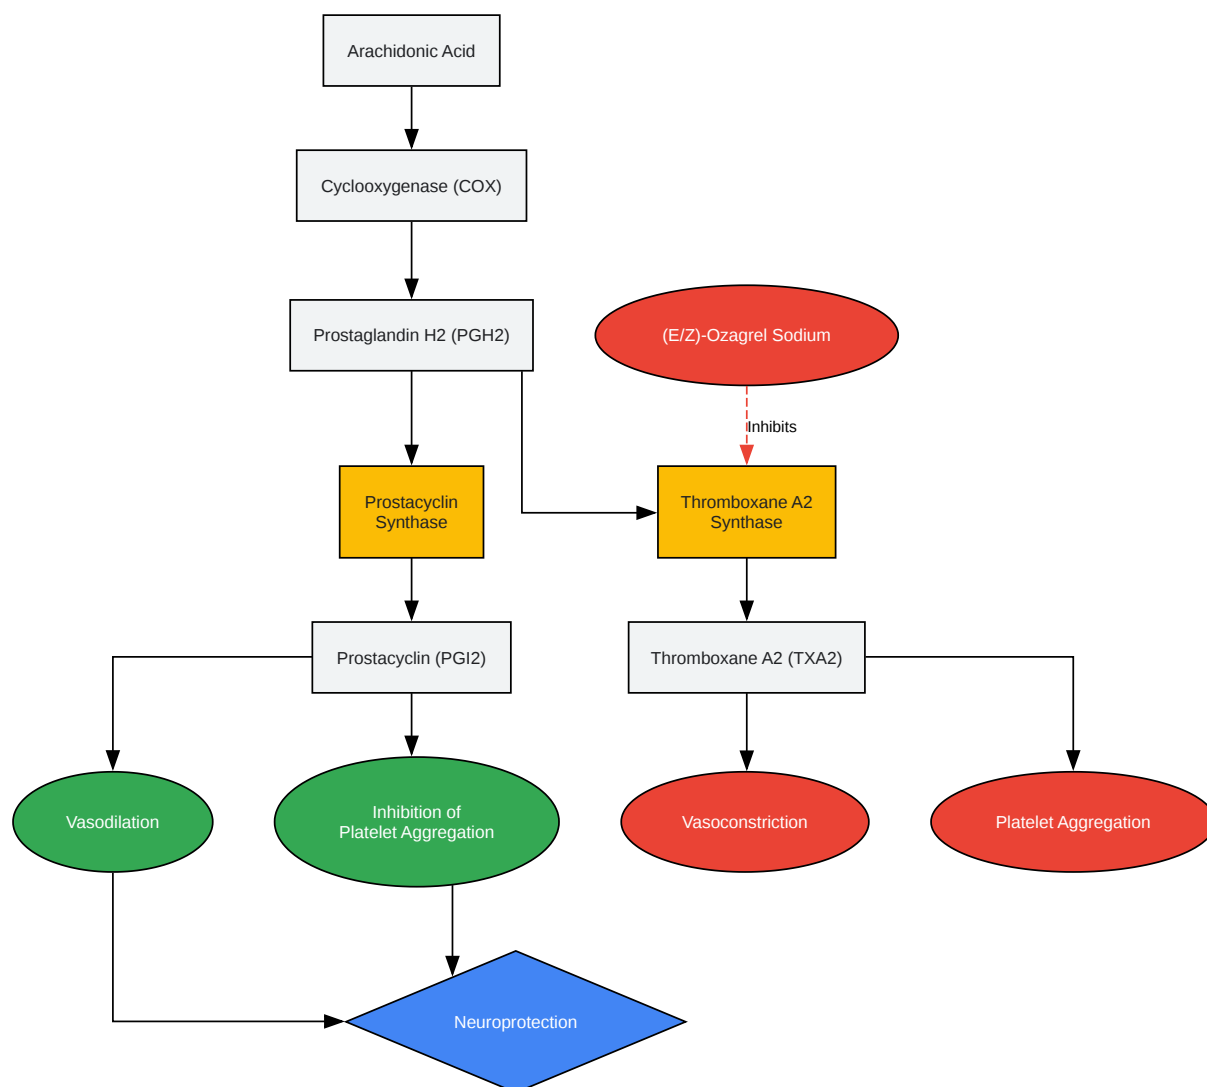 Arachidonic Acid
Cyclooxygenase (COX)
Prostaglandin H2 (PGH2)
(E/Z)-Ozagrel Sodium
Inhibits
Prostacyclin
Synthase
Thromboxane A2
Synthase
Prostacyclin (PGI2)
Thromboxane A2 (TXA2)
Vasodilation
Inhibition of
Platelet Aggregation
Vasoconstriction
Platelet Aggregation
Neuroprotection